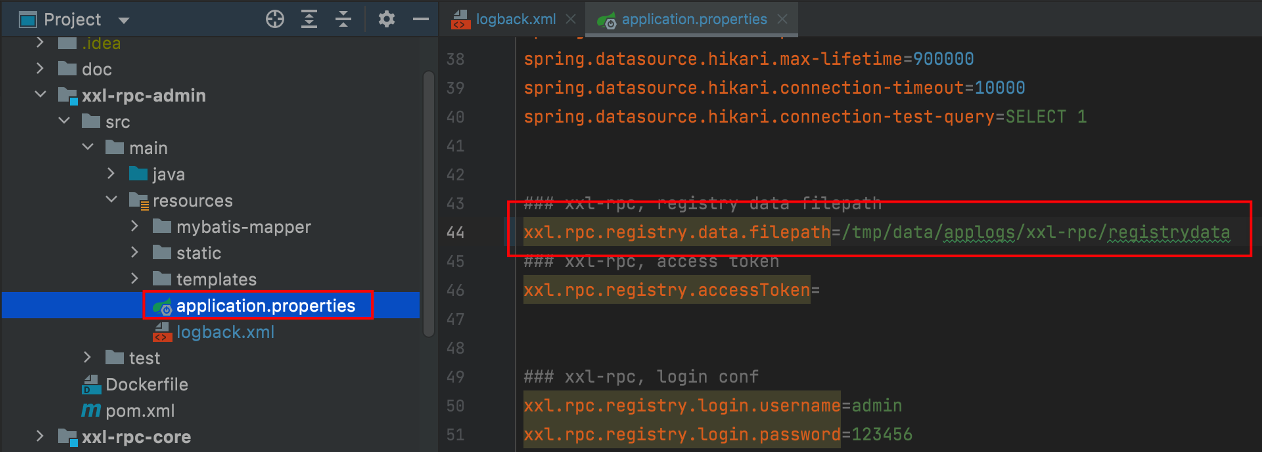 Project
.idea
doc
xxl-rpc-admin
src
main
java
resources
mybatis-mapper
static
templates
application.properties
logback.xml
test
Dockerfile
pom.xml
xxl-rpc-core
logback.xml
application.properties
38 spring.datasource.hikari.max-lifetime=900000
39 spring.datasource.hikari.connection-timeout=10000
40 spring.datasource.hikari.connection-test-query=SELECT 1
41
42
43 ### xxl-rpc, registry data filepath
44 xxl.rpc.registry.data.filepath=/tmp/data/applogs/xxl-rpc/registrydata
45 ### xxl-rpc, access token
46 xxl.rpc.registry.accessToken=
47
48
49 ### xxl-rpc, login conf
50 xxl.rpc.registry.login.username=admin
51 xxl.rpc.registry.login.password=123456